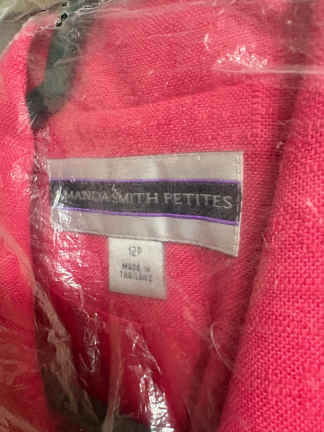 AMANDA SMITH PETITES
12P
MADE IN
THAILAND